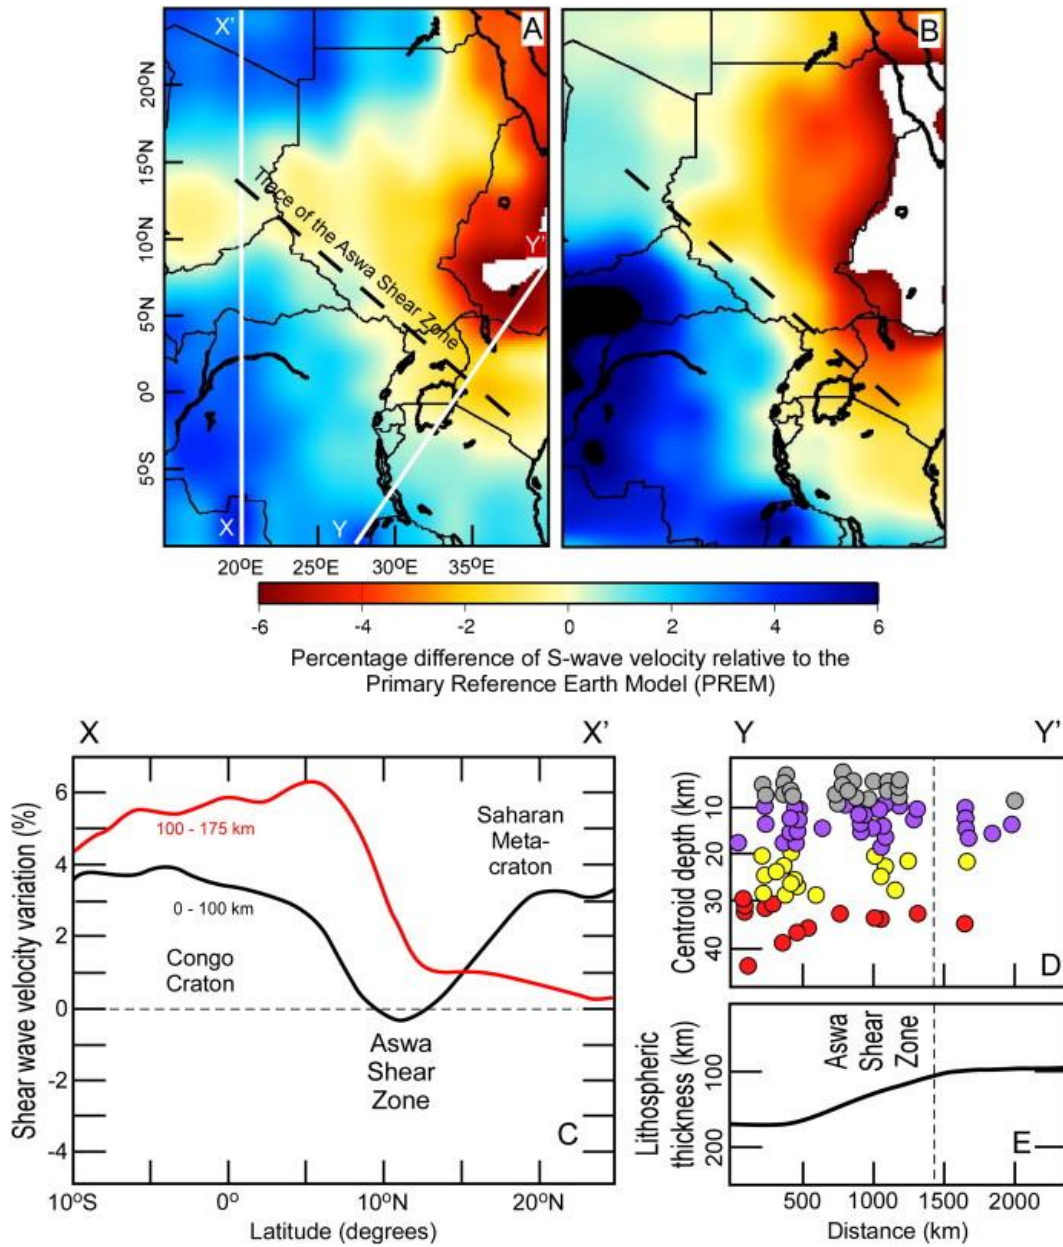 X'
A
B
20ºN
15ºN
10ºN
5ºN
0º
5ºS
Trace of the Aswa Shear Zone
Y'
X
Y
20ºE
25ºE
30ºE
35ºE
-6
-4
-2
0
2
4
6
Percentage difference of S-wave velocity relative to the
Primary Reference Earth Model (PREM)
X
X'
Shear wave velocity variation (%)
6
4
2
0
-2
-4
100 - 175 km
0 - 100 km
Saharan
Meta-
craton
Congo
Craton
Aswa
Shear
Zone
C
10ºS
0º
10ºN
20ºN
Latitude (degrees)
Y
Y'
Centroid depth (km)
10
20
30
40
D
Lithospheric
thickness (km)
100
200
Aswa
Shear
Zone
E
500
1000
1500
2000
Distance (km)